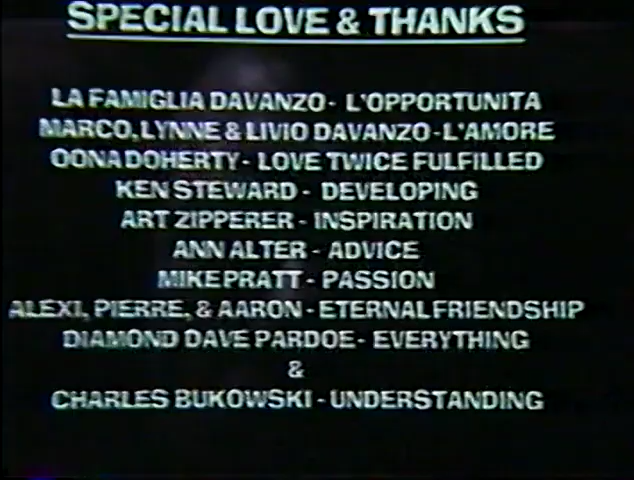 SPECIAL LOVE & THANKS
LA FAMIGLIA DAVANZO - L'OPPORTUNITA
MARCO, LYNNE & LIVIO DAVANZO - L'AMORE
OONA DOHERTY - LOVE TWICE FULFILLED
KEN STEWARD - DEVELOPING
ART ZIPPERER - INSPIRATION
ANN ALTER - ADVICE
MIKE PRATT - PASSION
ALEXI, PIERRE, & AARON - ETERNAL FRIENDSHIP
DIAMOND DAVE PARDOE - EVERYTHING
&
CHARLES BUKOWSKI - UNDERSTANDING